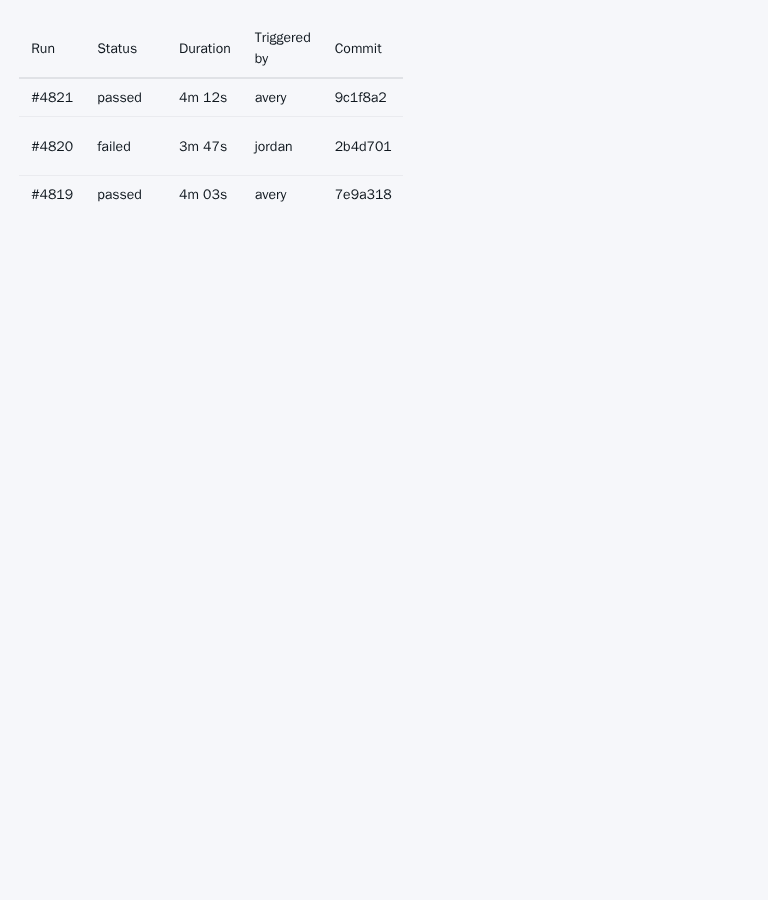 Run Status Duration Triggered by Commit
#4821 passed 4m 12s avery 9c1f8a2
#4820 failed 3m 47s jordan 2b4d701
#4819 passed 4m 03s avery 7e9a318